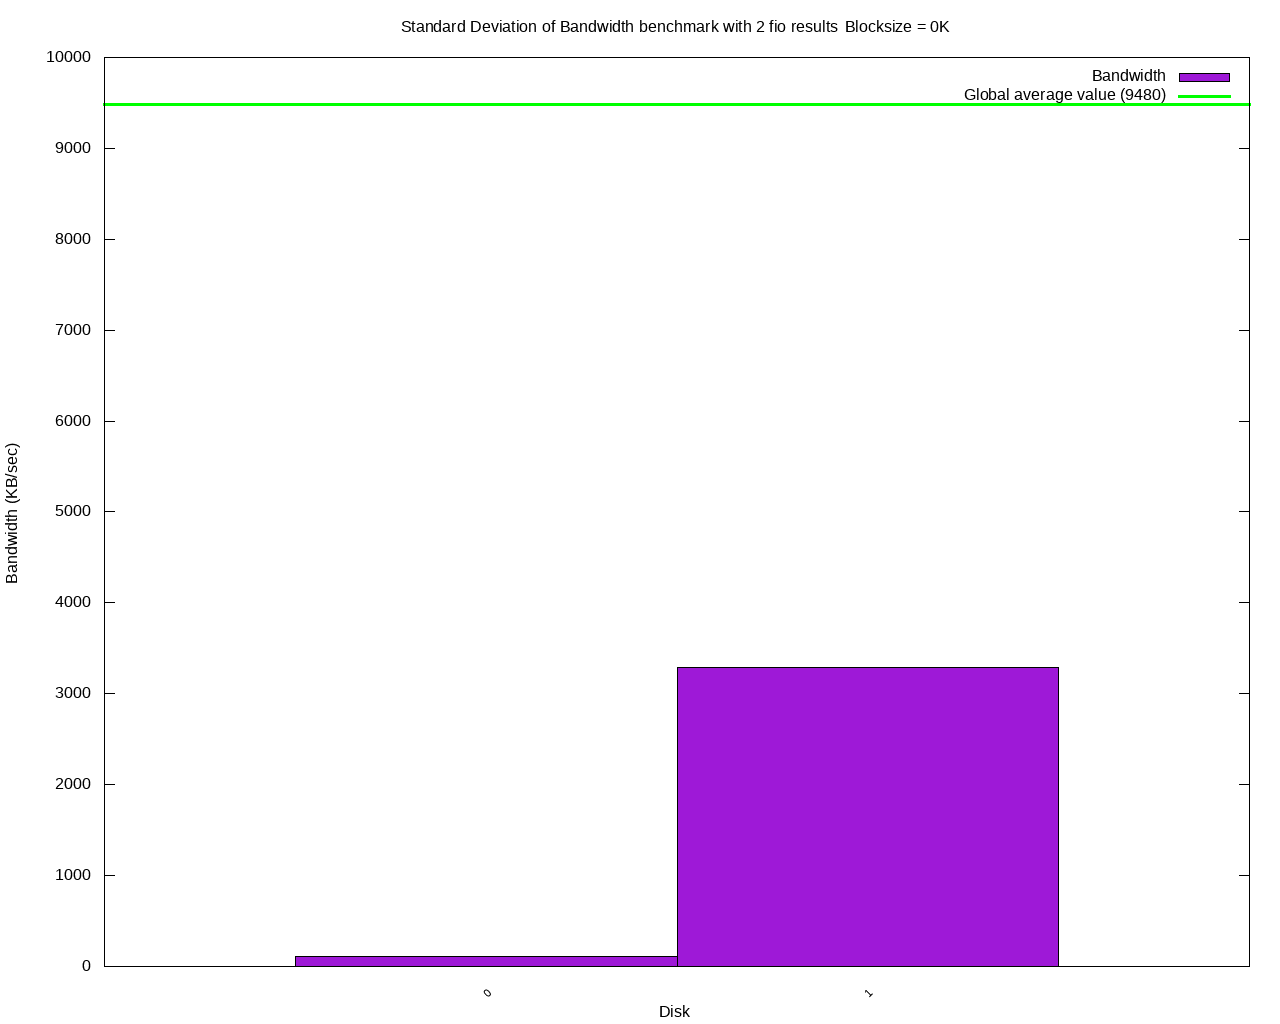 Standard Deviation of Bandwidth benchmark with 2 fio results Blocksize = 0K
Bandwidth
Global average value (9480)
10000
9000
8000
7000
6000
5000
4000
3000
2000
1000
0
Bandwidth (KB/sec)
0
1
Disk